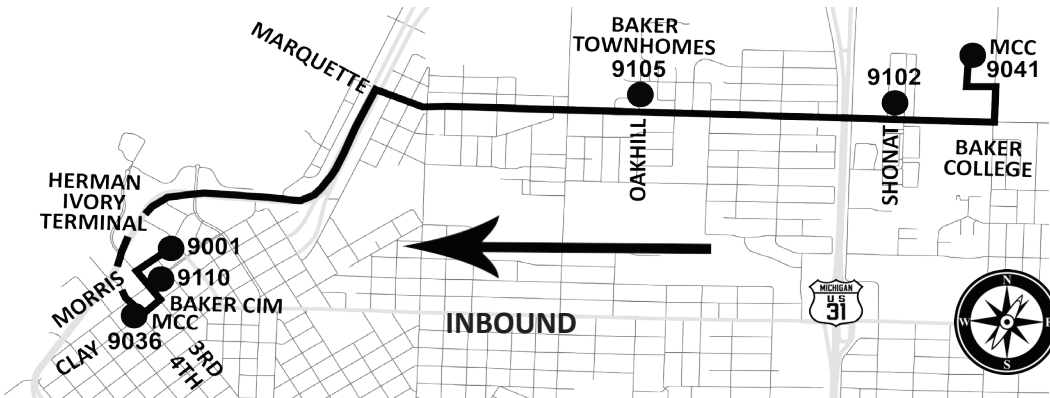 MARQUETTE
BAKER
TOWNHOMES
9105
OAKHILL
9102
SHONAT
MCC
9041
BAKER
COLLEGE
HERMAN
IVORY
TERMINAL
9001
9110
BAKER CIM
MORRIS
MCC
9036
CLAY
3RD
4TH
INBOUND
MICHIGAN
US
31
N
W
E
S